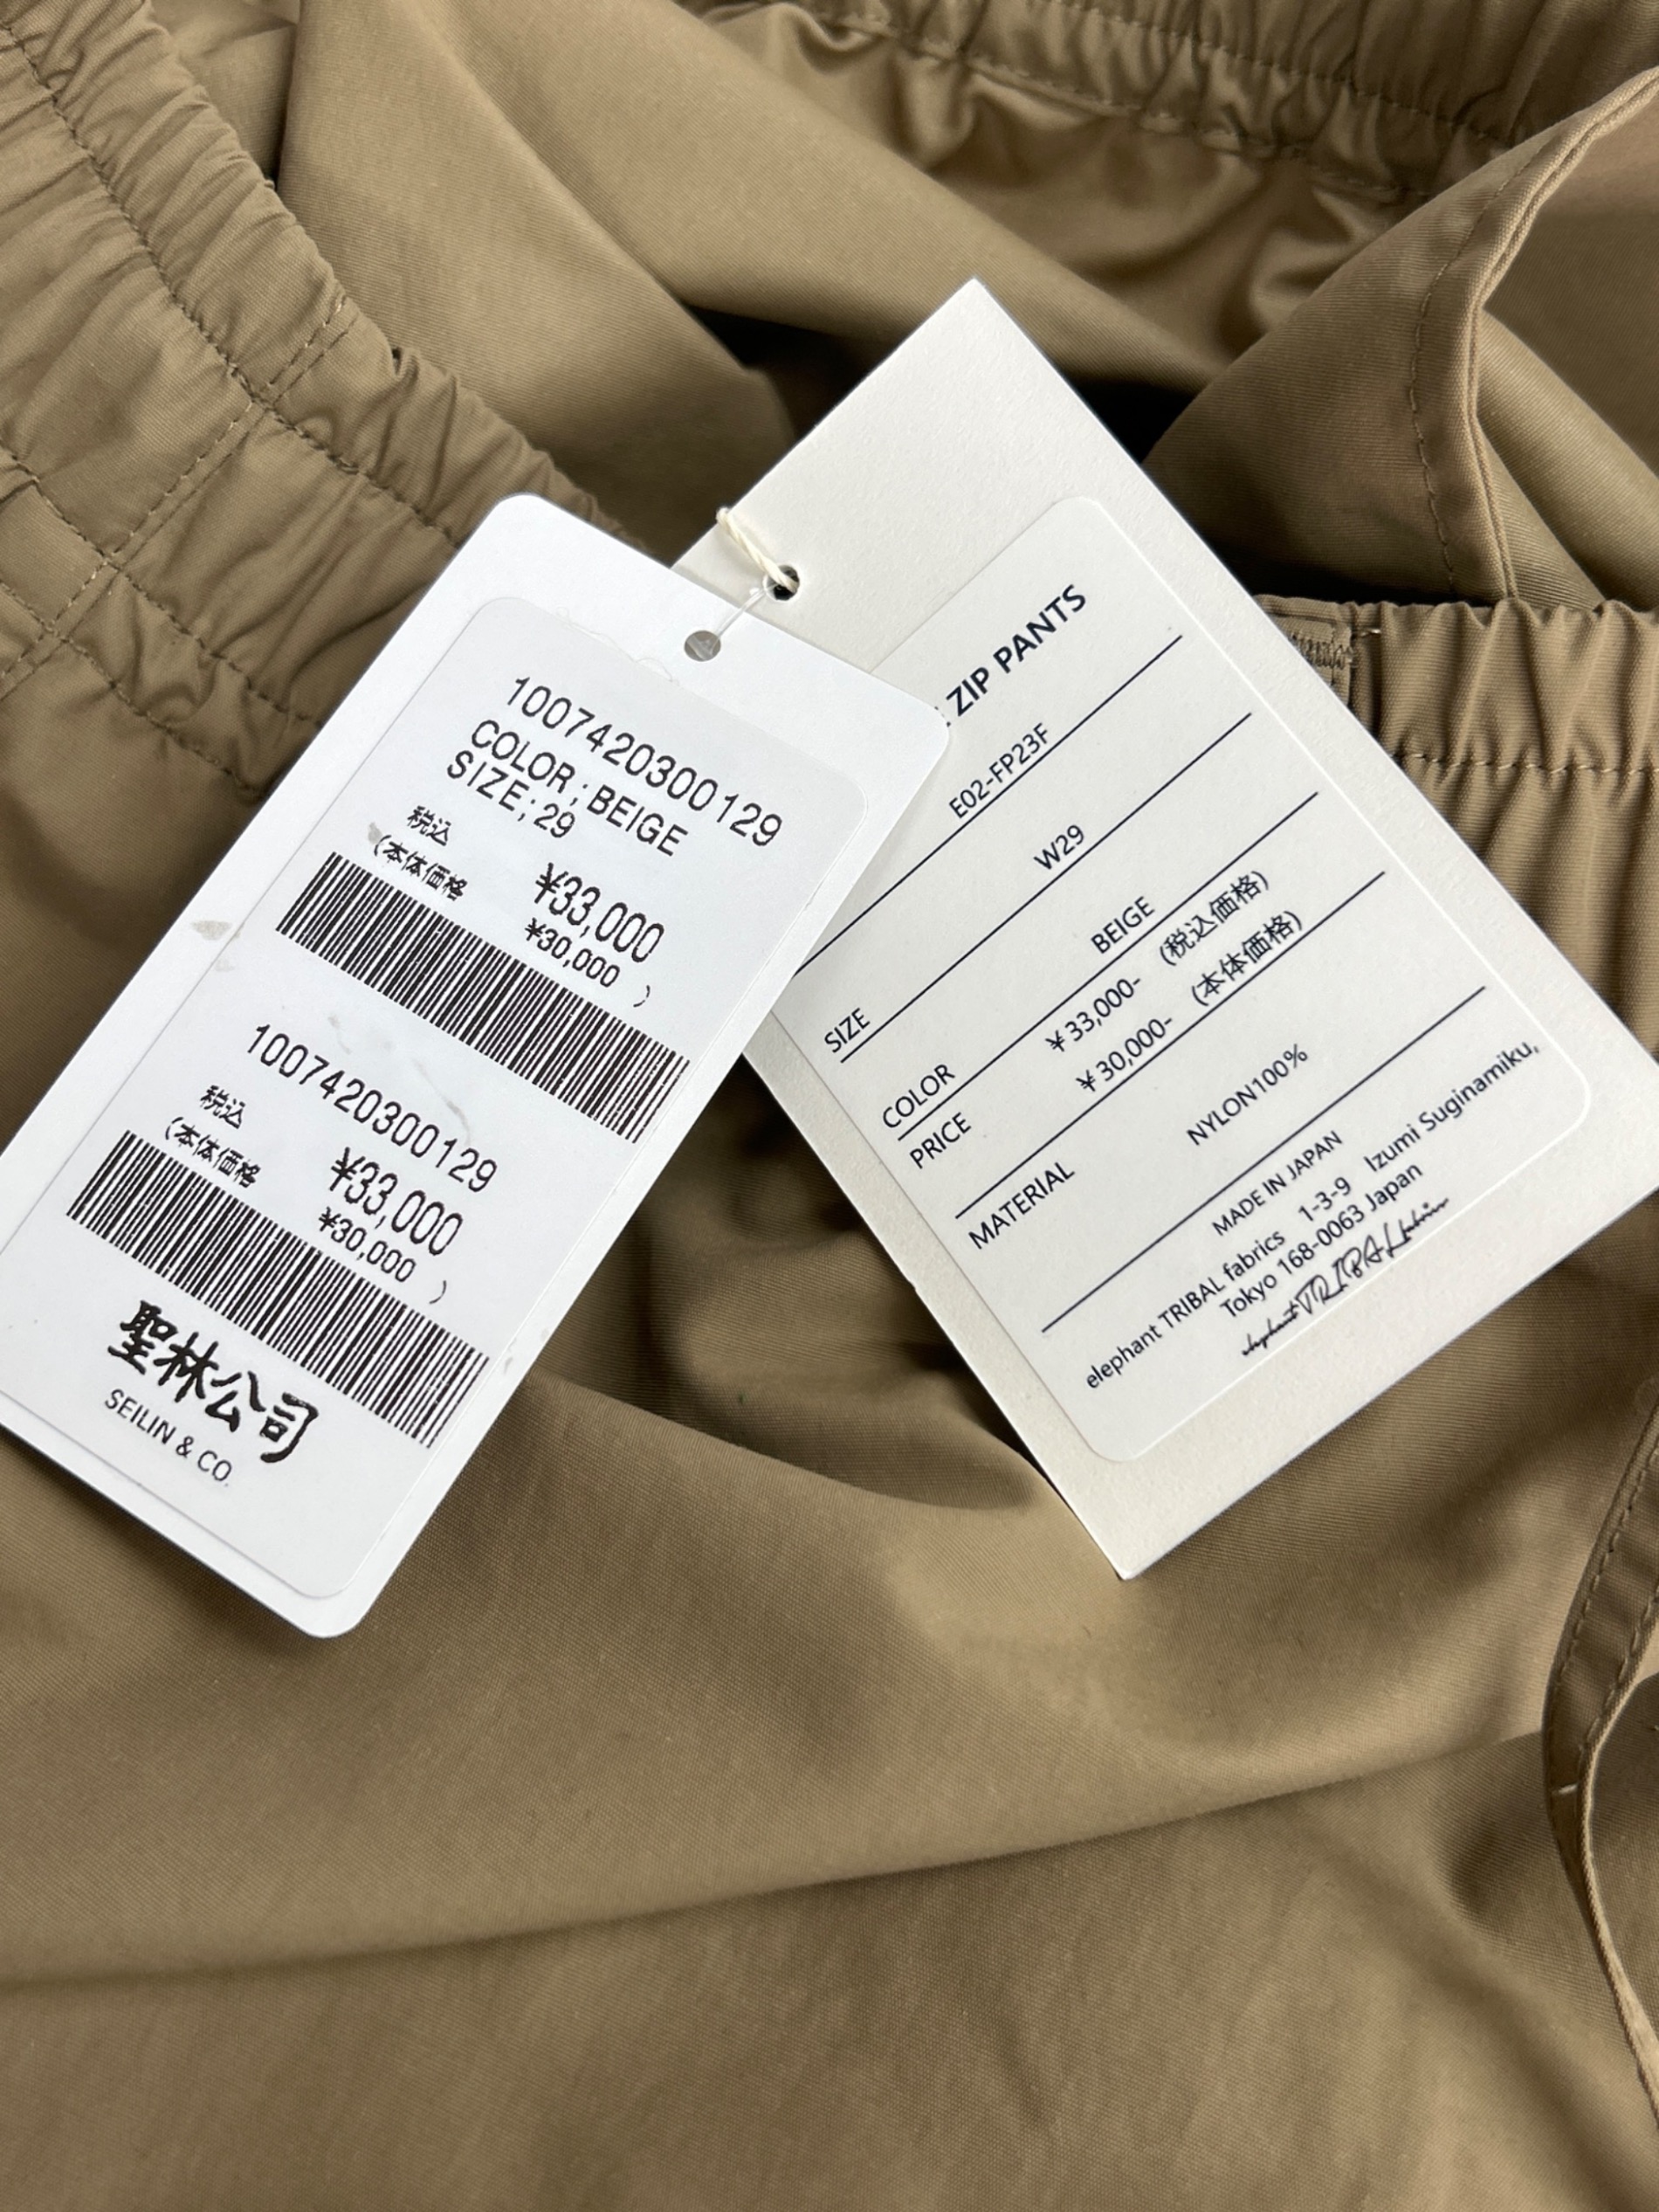 1007420300129
COLOR;BEIGE
SIZE;29
税込 ¥33,000
(本体価格 ¥30,000 )
1007420300129
税込 ¥33,000
(本体価格 ¥30,000 )
聖林公司
SEILIN & CO.
ZIP PANTS
E02-FP23F
SIZE W29
COLOR BEIGE
PRICE ¥33,000- (税込価格)
¥30,000- (本体価格)
MATERIAL NYLON100%
MADE IN JAPAN
elephant TRIBAL fabrics 1-3-9 Izumi Suginamiku,
Tokyo 168-0063 Japan
elephant TRIBAL fabrics